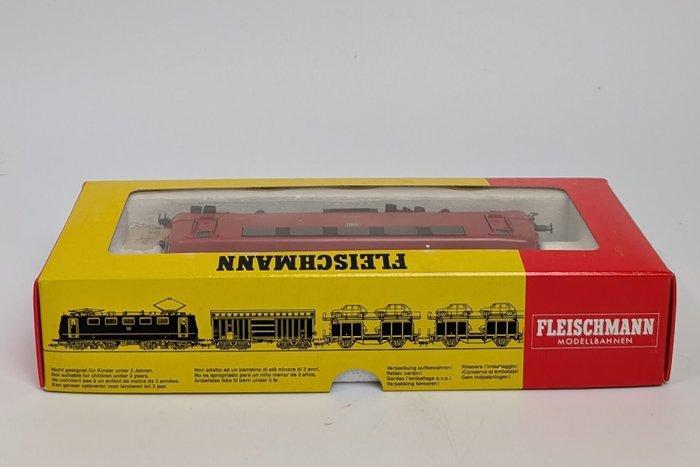 FLEISCHMANN
FLEISCHMANN
MODELLBAHNEN
Nicht geeignet für Kinder unter 3 Jahren.
Not suitable for children under 3 years.
Ne convient pas à un enfant de moins de 3 années.
Kan gevaar opleveren voor kinderen tot 3 jaar.
Non adatto ad un bambino di età minore di 3 anni.
No es apropiado para un niño menor de 3 años.
Anbefales ikke til børn under 3 år.
Verpackung aufbewahren!
Retain carton!
Gardez l'emballage s.v.p.!
Verpakking bewaren!
Ritenere l'imballaggio!
¡Conserve el embalaje!
Gem indpakningen!